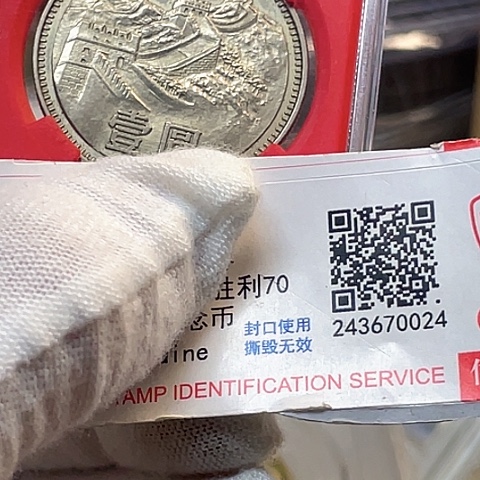 壹圆
胜利70
念币
ine
封口使用
撕毁无效
243670024
AMP IDENTIFICATION SERVICE